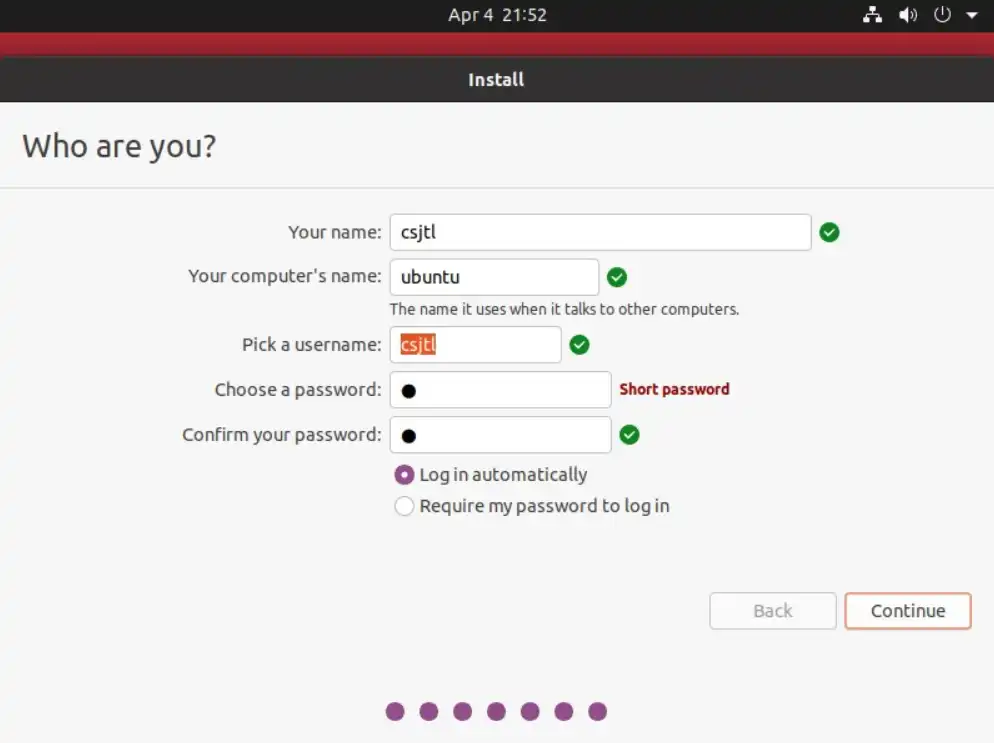 Apr 4 21:52
Install
Who are you?
Your name: csjtl
Your computer's name: ubuntu
The name it uses when it talks to other computers.
Pick a username: csjtl
Choose a password: ● Short password
Confirm your password: ●
Log in automatically
Require my password to log in
Back Continue